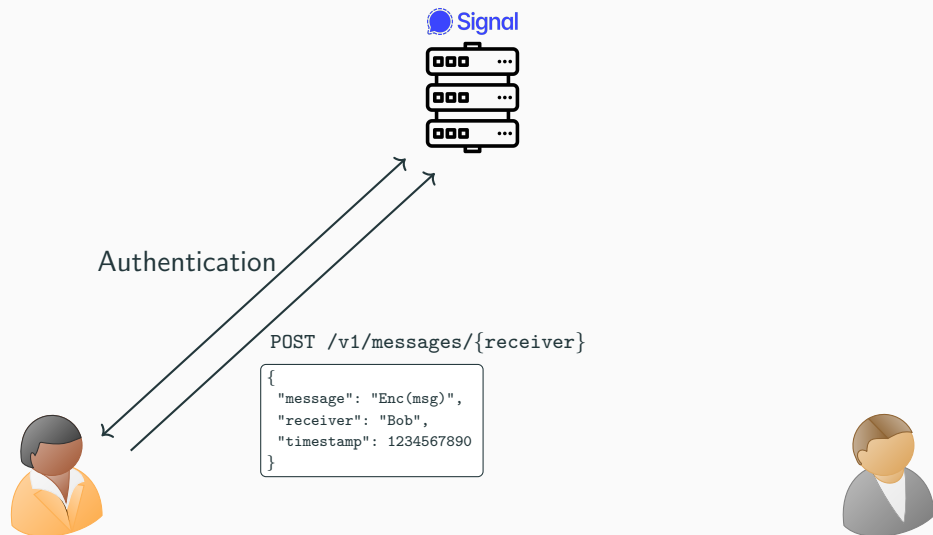 Signal
Authentication
POST /v1/messages/{receiver}
{
"message": "Enc(msg)",
"receiver": "Bob",
"timestamp": 1234567890
}